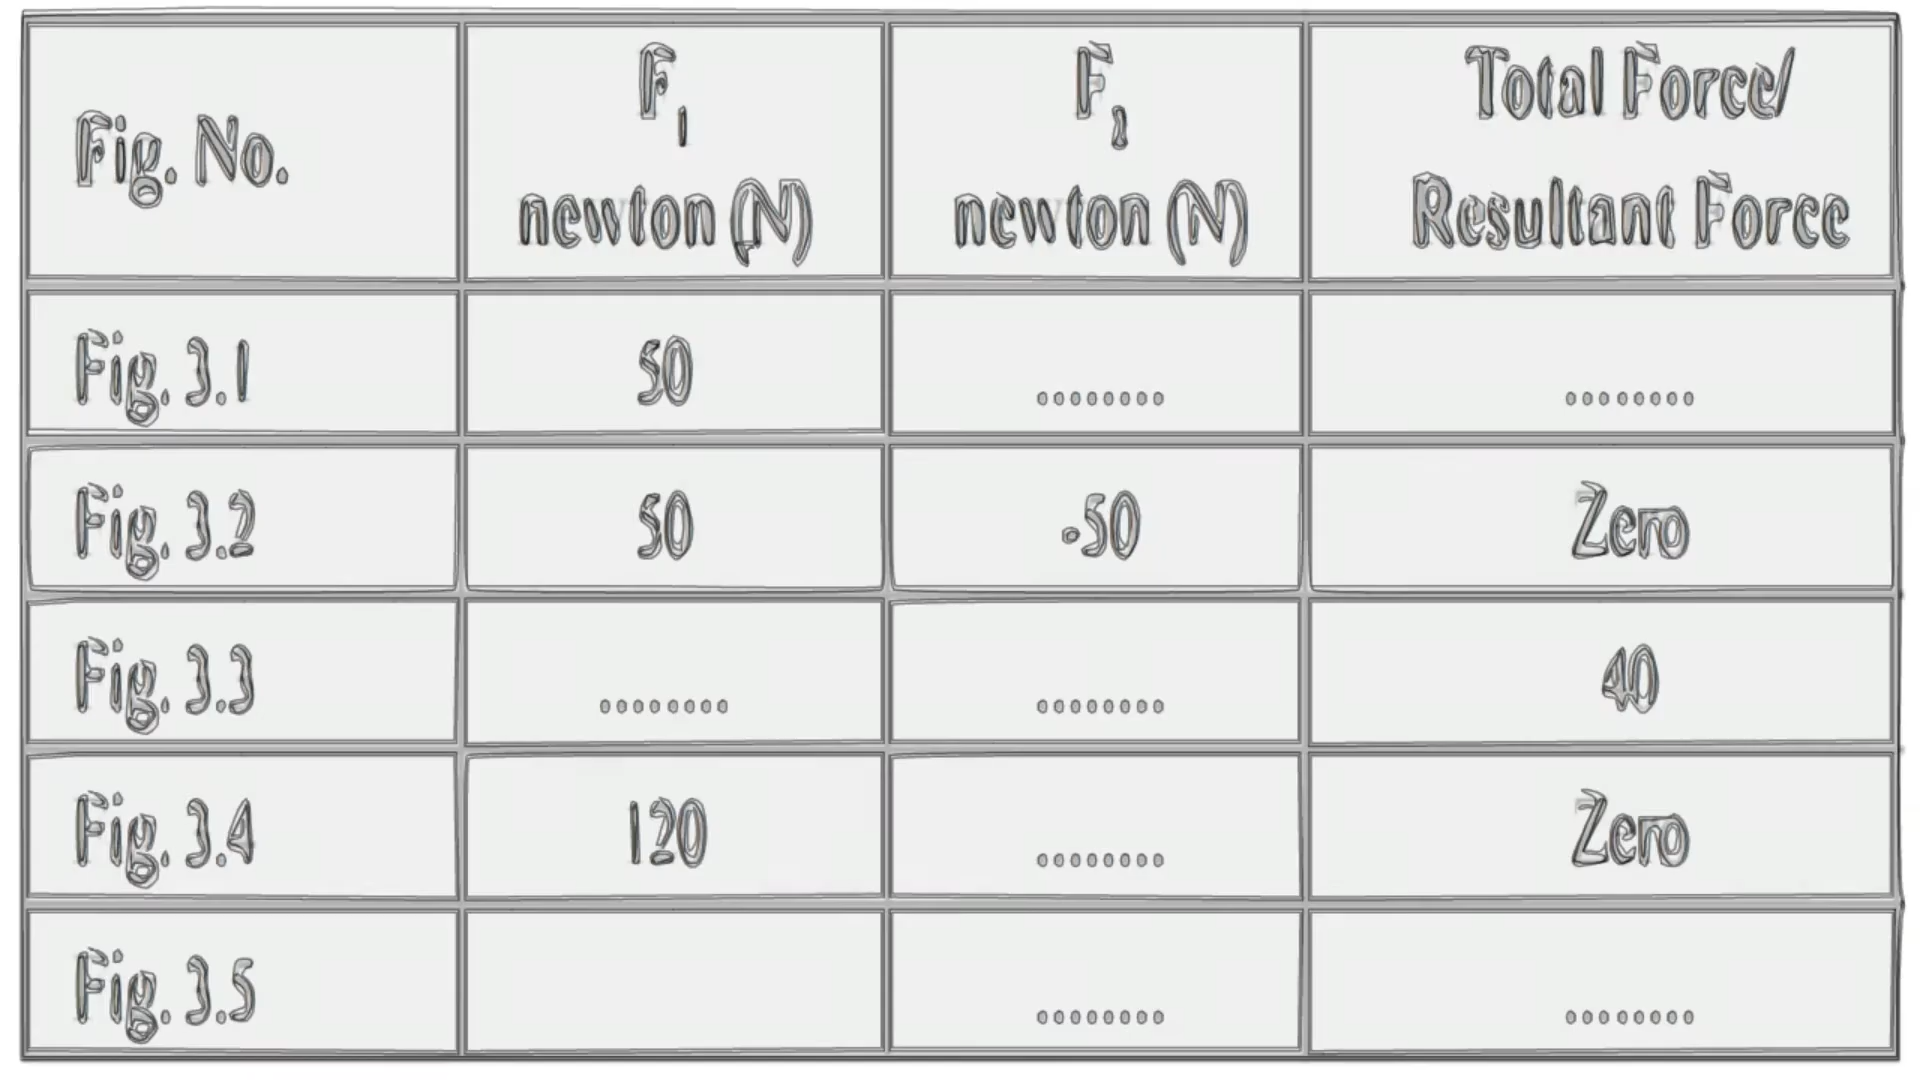 Fig. No.
F1
newton (N)
F2
newton (N)
Total Force/
Resultant Force
Fig. 3.1
50
........
........
Fig. 3.2
50
-50
Zero
Fig. 3.3
........
........
40
Fig. 3.4
120
........
Zero
Fig. 3.5
........
........